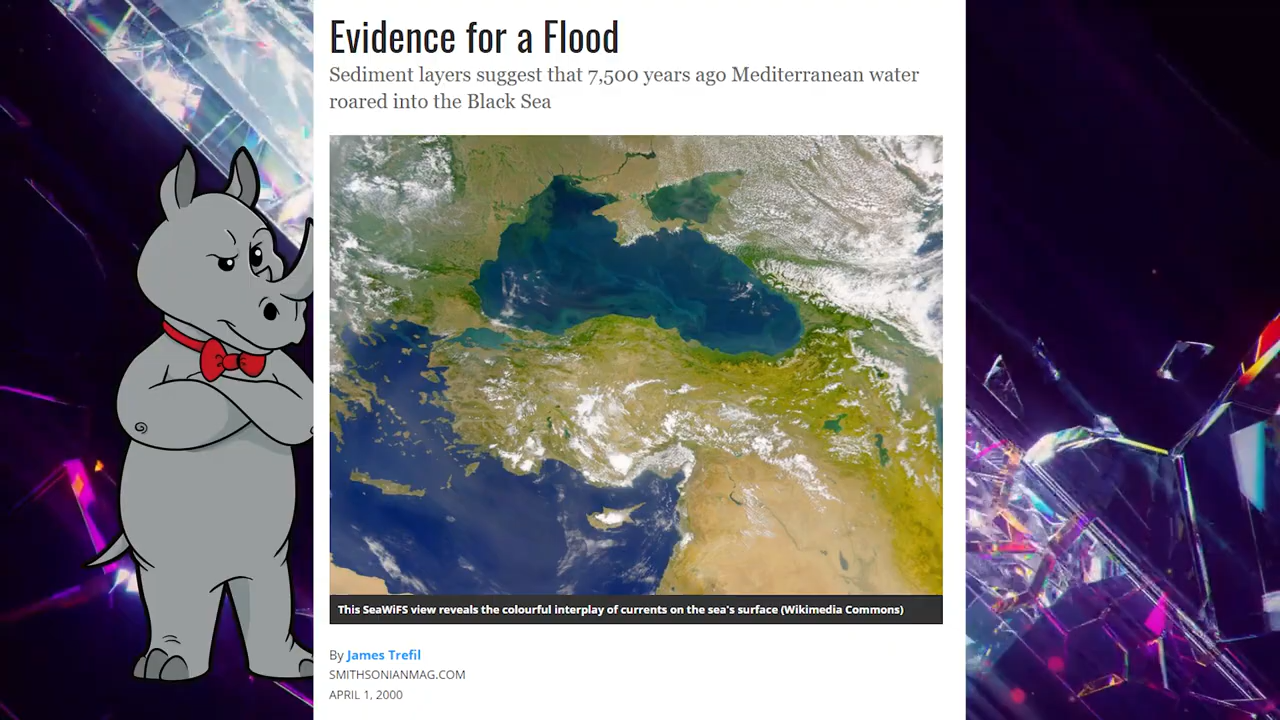 Evidence for a Flood
Sediment layers suggest that 7,500 years ago Mediterranean water
roared into the Black Sea
This SeaWiFS view reveals the colourful interplay of currents on the sea's surface (Wikimedia Commons)
By James Trefil
SMITHSONIANMAG.COM
APRIL 1, 2000